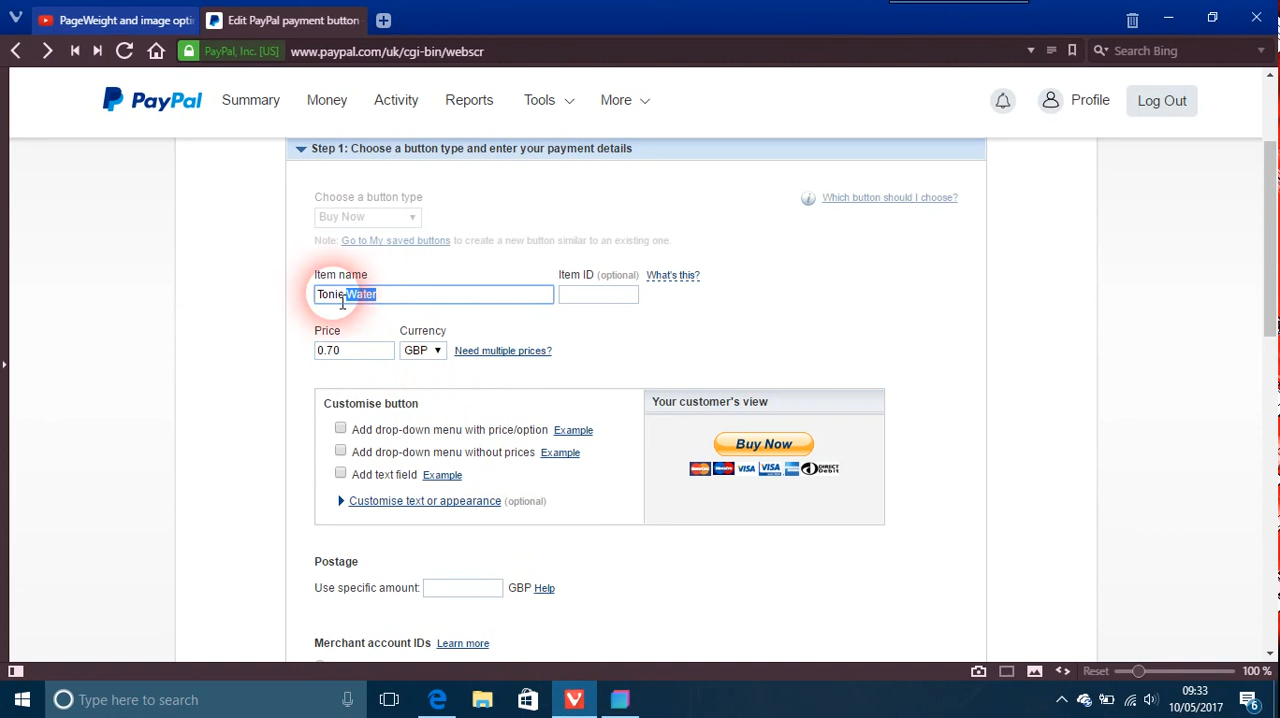 PageWeight and image opti
Edit PayPal payment button
PayPal, Inc. [US]
www.paypal.com/uk/cgi-bin/webscr
Search Bing
PayPal
Summary
Money
Activity
Reports
Tools
More
Profile
Log Out
Step 1: Choose a button type and enter your payment details
Choose a button type
Which button should I choose?
Buy Now
Note: Go to My saved buttons to create a new button similar to an existing one.
Item name
Item ID (optional) What's this?
Tonic Water
Price
Currency
0.70
GBP
Need multiple prices?
Customise button
Your customer's view
Add drop-down menu with price/option Example
Add drop-down menu without prices Example
Add text field Example
Customise text or appearance (optional)
Buy Now
VISA
VISA
DIRECT Debit
Postage
Use specific amount:
GBP Help
Merchant account IDs Learn more
Reset
100 %
Type here to search
09:33
10/05/2017
6